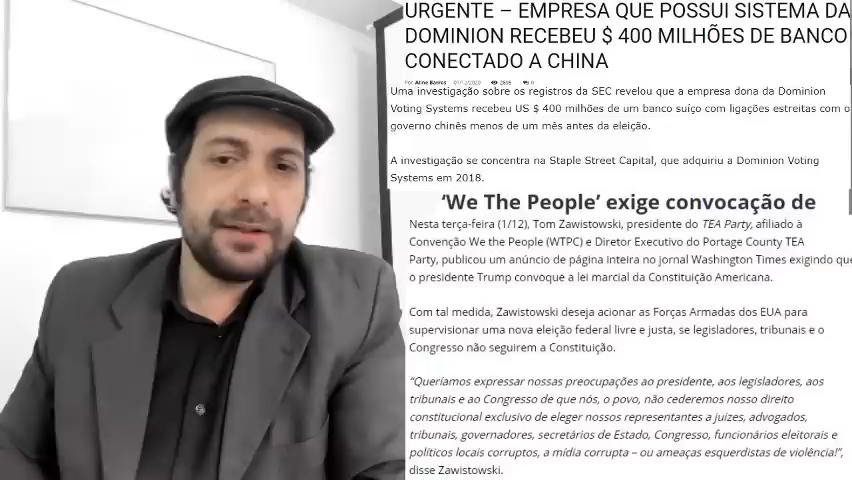 URGENTE – EMPRESA QUE POSSUI SISTEMA DA
DOMINION RECEBEU $ 400 MILHÕES DE BANCO
CONECTADO A CHINA
Por Aline Barros 01/12/2020 2695 0
Uma investigação sobre os registros da SEC revelou que a empresa dona da Dominion
Voting Systems recebeu US $ 400 milhões de um banco suíço com ligações estreitas com o
governo chinês menos de um mês antes da eleição.
A investigação se concentra na Staple Street Capital, que adquiriu a Dominion Voting
Systems em 2018.
‘We The People’ exige convocação de
Nesta terça-feira (1/12), Tom Zawistowski, presidente do TEA Party, afiliado à
Convenção We the People (WTPC) e Diretor Executivo do Portage County TEA
Party, publicou um anúncio de página inteira no jornal Washington Times exigindo que
o presidente Trump convoque a lei marcial da Constituição Americana.
Com tal medida, Zawistowski deseja acionar as Forças Armadas dos EUA para
supervisionar uma nova eleição federal livre e justa, se legisladores, tribunais e o
Congresso não seguirem a Constituição.
“Queríamos expressar nossas preocupações ao presidente, aos legisladores, aos
tribunais e ao Congresso de que nós, o povo, não cederemos nosso direito
constitucional exclusivo de eleger nossos representantes a juízes, advogados,
tribunais, governadores, secretários de Estado, Congresso, funcionários eleitorais e
políticos locais corruptos, a mídia corrupta – ou ameaças esquerdistas de violência!”,
disse Zawistowski.